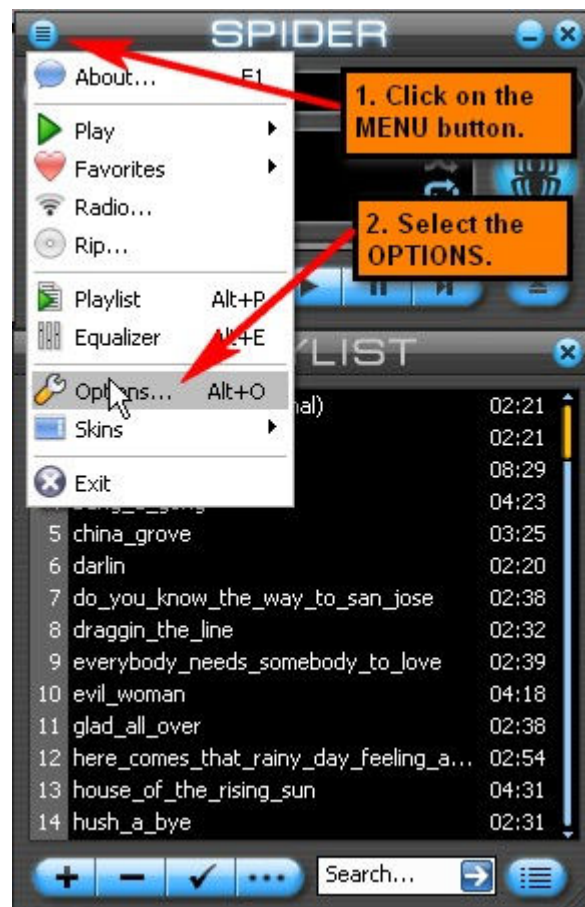 SPIDER
About... F1
1. Click on the
MENU button.
Play
Favorites
Radio...
2. Select the
OPTIONS.
Rip...
Playlist Alt+P
Equalizer Alt+E
LIST
Options... Alt+O
nal) 02:21
Skins
02:21
Exit
08:29
04:23
5 china_grove 03:25
6 darlin 02:20
7 do_you_know_the_way_to_san_jose 02:38
8 draggin_the_line 02:32
9 everybody_needs_somebody_to_love 02:39
10 evil_woman 04:18
11 glad_all_over 02:38
12 here_comes_that_rainy_day_feeling_a... 02:54
13 house_of_the_rising_sun 04:31
14 hush_a_bye 02:31
Search...